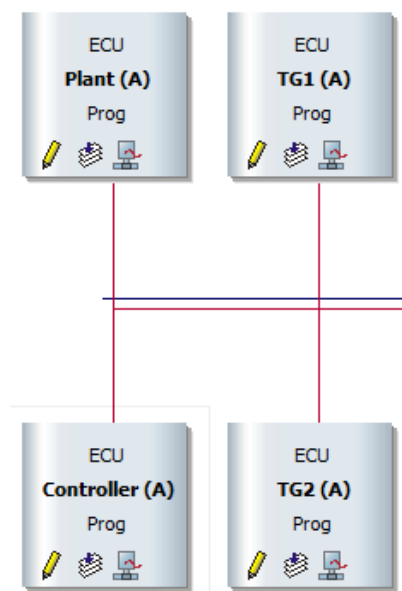 ECU
Plant (A)
Prog
ECU
TG1 (A)
Prog
ECU
Controller (A)
Prog
ECU
TG2 (A)
Prog